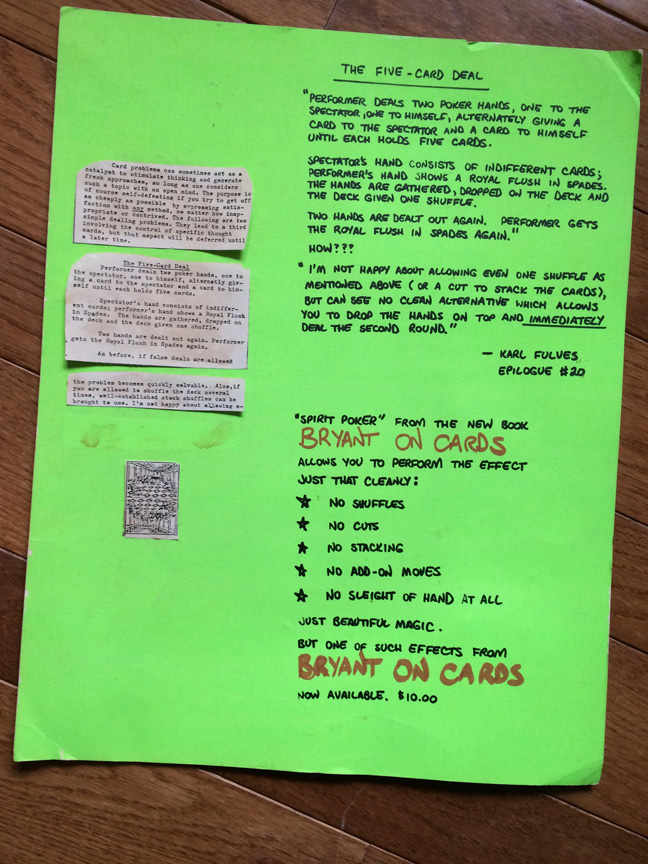 Card problems can sometimes act as a
catalyst to stimulate thinking and generate
fresh approaches, so long as one considers
such a topic with an open mind. The purpose is
of course self-defeating if you try to get off
as cheaply as possible by expressing satis-
faction with any method, no matter how inap-
propriate or contrived. The following are two
simple dealing problems. They lead to a third
involving the control of specific thought
cards, but that aspect will be deferred until
a later time.
The Five-Card Deal
Performer deals two poker hands, one to
the spectator, one to himself, alternatly giv-
ing a card to the spectator and a card to him-
self until each holds five cards.
Spectator's hand consists of indiffer-
ent cards; performer's hand shows a Royal Flush
in Spades. The hands are gathered, dropped on
the deck and the deck given one shuffle.
Two hands are dealt out again. Performer
gets the Royal Flush in Spades again.
As before, if false deals are allowed
the problem becomes quickly solvable. Also, if
you are allowed to shuffle the deck several
times, well-established stock shuffles can be
brought to use. I'm not happy about allowing e-
THE FIVE-CARD DEAL
"PERFORMER DEALS TWO POKER HANDS, ONE TO THE
SPECTATOR, ONE TO HIMSELF, ALTERNATELY GIVING A
CARD TO THE SPECTATOR AND A CARD TO HIMSELF
UNTIL EACH HOLDS FIVE CARDS.
SPECTATOR'S HAND CONSISTS OF INDIFFERENT CARDS;
PERFORMER'S HAND SHOWS A ROYAL FLUSH IN SPADES.
THE HANDS ARE GATHERED, DROPPED ON THE DECK AND
THE DECK GIVEN ONE SHUFFLE.
TWO HANDS ARE DEALT OUT AGAIN. PERFORMER GETS
THE ROYAL FLUSH IN SPADES AGAIN."
HOW???
"I'M NOT HAPPY ABOUT ALLOWING EVEN ONE SHUFFLE AS
MENTIONED ABOVE (OR A CUT TO STACK THE CARDS),
BUT CAN SEE NO CLEAN ALTERNATIVE WHICH ALLOWS
YOU TO DROP THE HANDS ON TOP AND IMMEDIATELY
DEAL THE SECOND ROUND."
— KARL FULVES
EPILOGUE #20
"SPIRIT POKER" FROM THE NEW BOOK
BRYANT ON CARDS
ALLOWS YOU TO PERFORM THE EFFECT
JUST THAT CLEANLY:
☆ NO SHUFFLES
☆ NO CUTS
☆ NO STACKING
☆ NO ADD-ON MOVES
☆ NO SLEIGHT OF HAND AT ALL
JUST BEAUTIFUL MAGIC.
BUT ONE OF SUCH EFFECTS FROM
BRYANT ON CARDS
NOW AVAILABLE. $10.00